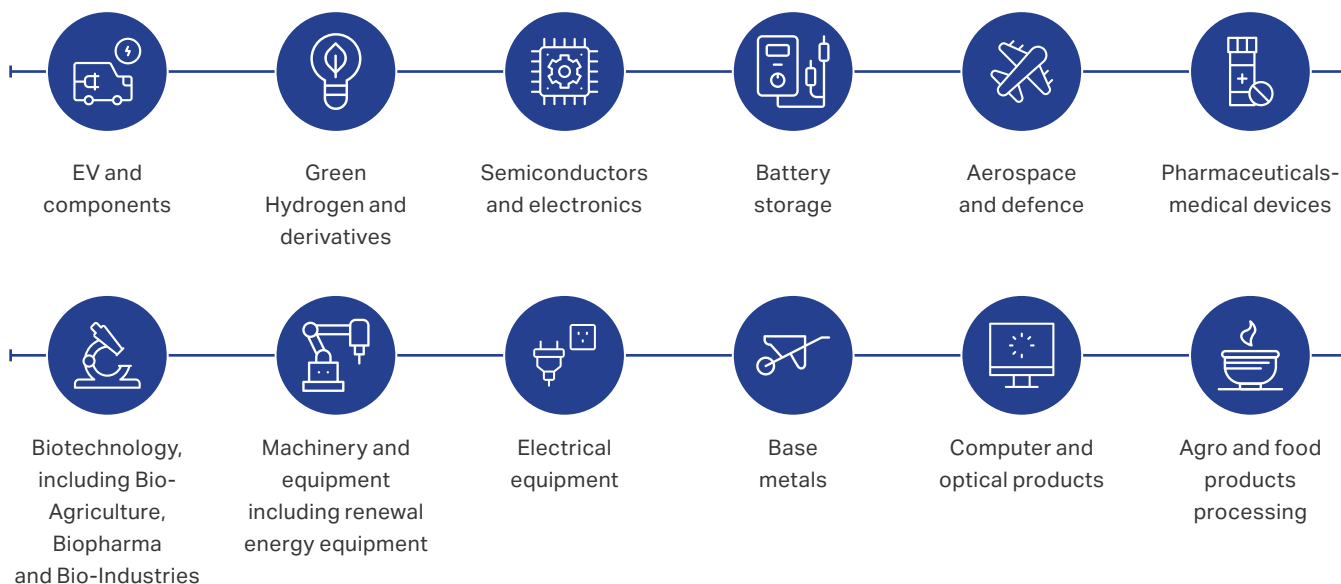 EV and
components
Green
Hydrogen and
derivatives
Semiconductors
and electronics
Battery
storage
Aerospace
and defence
Pharmaceuticals-
medical devices
Biotechnology,
including Bio-
Agriculture,
Biopharma
and Bio-Industries
Machinery and
equipment
including renewal
energy equipment
Electrical
equipment
Base
metals
Computer and
optical products
Agro and food
products
processing